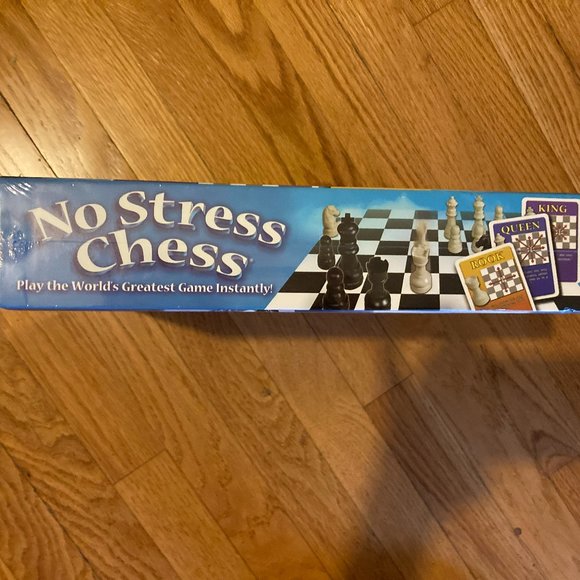 No Stress
Chess
Play the World's Greatest Game Instantly!
ROOK
QUEEN
KING